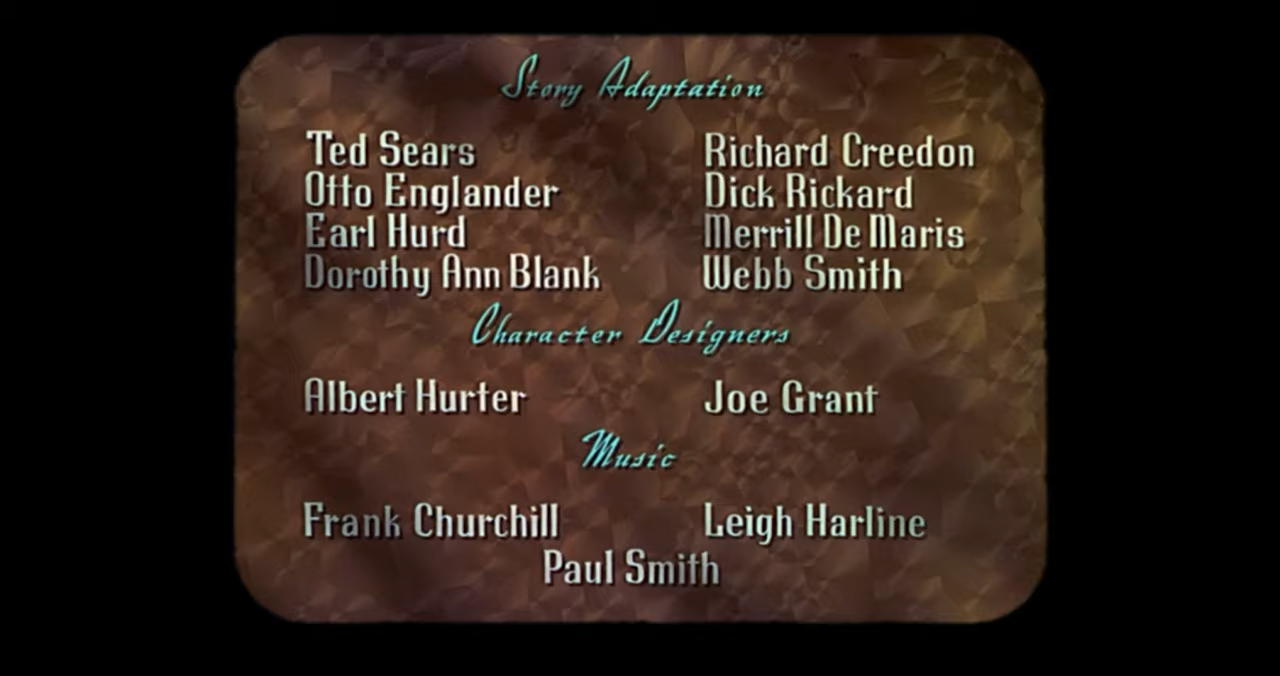 Story Adaptation
Ted Sears Richard Creedon
Otto Englander Dick Rickard
Earl Hurd Merrill De Maris
Dorothy Ann Blank Webb Smith
Character Designers
Albert Hurter Joe Grant
Music
Frank Churchill Leigh Harline
Paul Smith